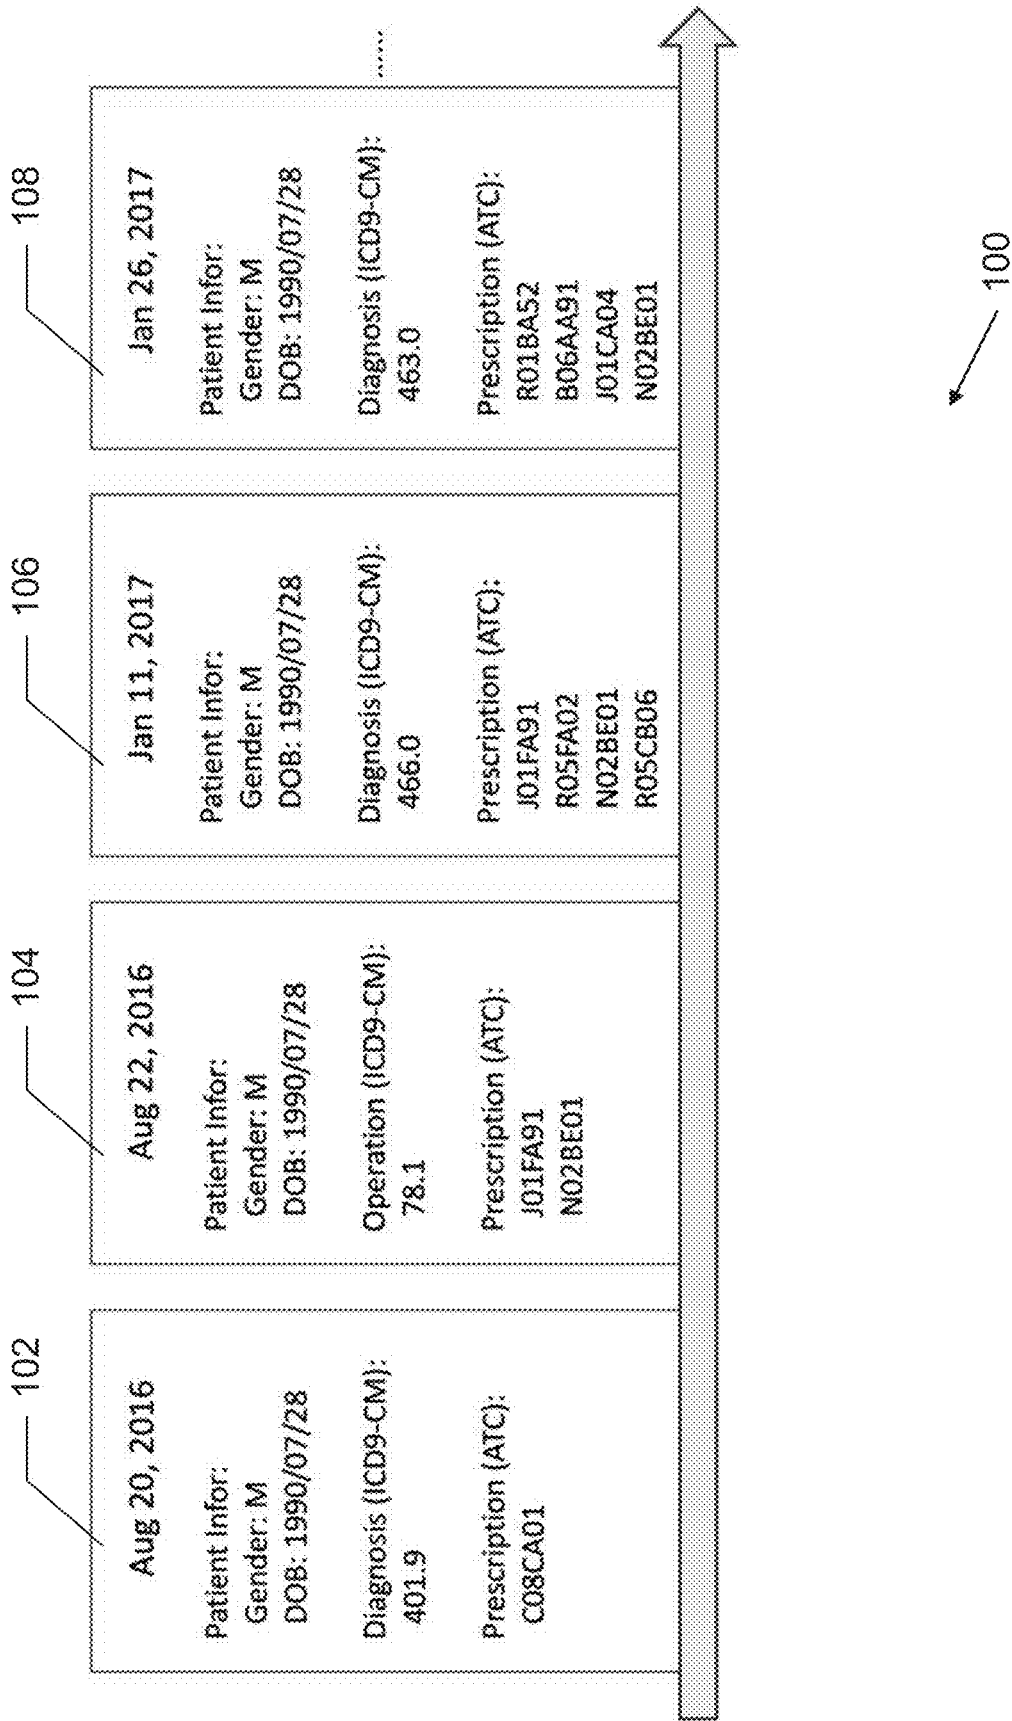 102
Aug 20, 2016
Patient Infor:
Gender: M
DOB: 1990/07/28
Diagnosis (ICD9-CM):
401.9
Prescription (ATC):
C08CA01
104
Aug 22, 2016
Patient Infor:
Gender: M
DOB: 1990/07/28
Operation (ICD9-CM):
78.1
Prescription (ATC):
J01FA91
N02BE01
106
Jan 11, 2017
Patient Infor:
Gender: M
DOB: 1990/07/28
Diagnosis (ICD9-CM):
466.0
Prescription (ATC):
J01FA91
R05FA02
N02BE01
R05CB06
108
Jan 26, 2017
Patient Infor:
Gender: M
DOB: 1990/07/28
Diagnosis (ICD9-CM):
463.0
Prescription (ATC):
R01BA52
B06AA91
J01CA04
N02BE01
......
100